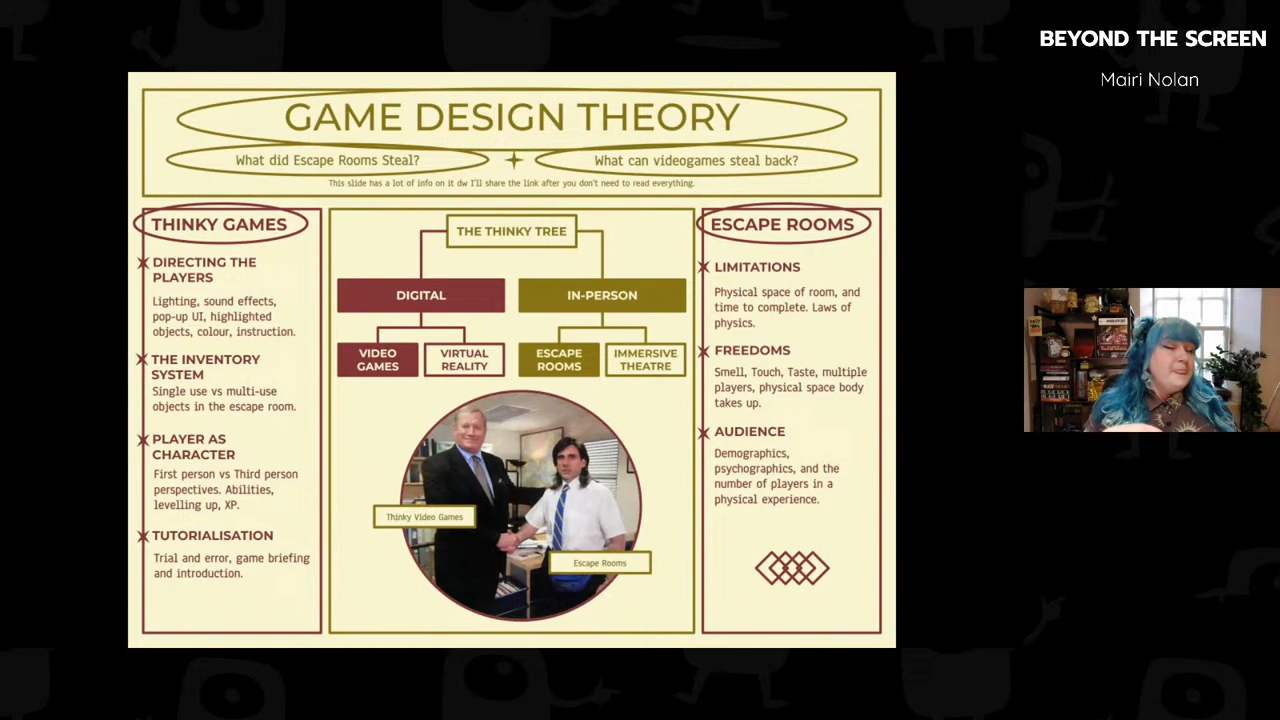 BEYOND THE SCREEN
Mairi Nolan
GAME DESIGN THEORY
What did Escape Rooms Steal?
What can videogames steal back?
This slide has a lot of info on it dw I'll share the link after you don't need to read everything.
THINKY GAMES
DIRECTING THE
PLAYERS
Lighting, sound effects,
pop-up UI, highlighted
objects, colour, instruction.
THE INVENTORY
SYSTEM
Single use vs multi-use
objects in the escape room.
PLAYER AS
CHARACTER
First person vs Third person
perspectives. Abilities,
levelling up, XP.
TUTORIALISATION
Trial and error, game briefing
and introduction.
THE THINKY TREE
DIGITAL
IN-PERSON
VIDEO
GAMES
VIRTUAL
REALITY
ESCAPE
ROOMS
IMMERSIVE
THEATRE
Thinky Video Games
Escape Rooms
ESCAPE ROOMS
LIMITATIONS
Physical space of room, and
time to complete. Laws of
physics.
FREEDOMS
Smell, Touch, Taste, multiple
players, physical space body
takes up.
AUDIENCE
Demographics,
psychographics, and the
number of players in a
physical experience.